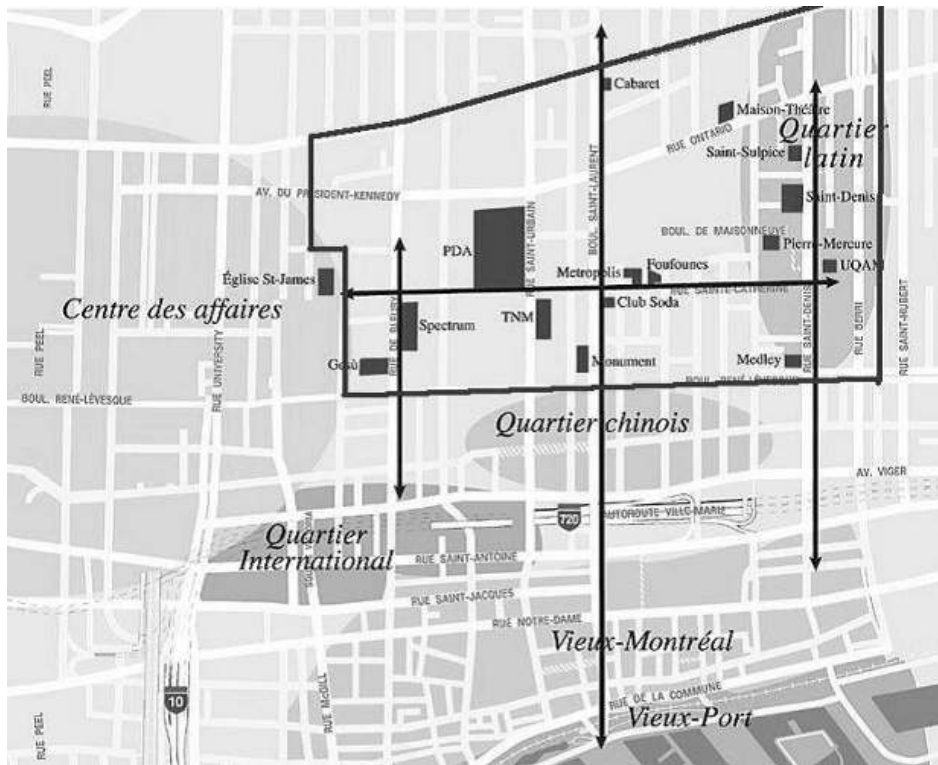 RUE PEEL
Cabaret
Maison-Théâtre
RUE ONTARIO
Quartier
latin
Saint-Sulpice
BOUL. SAINT-LAURENT
AV. DU PRÉSIDENT-KENNEDY
Saint-Denis
RUE SAINT-URBAIN
BOUL. DE MAISONNEUVE
PDA
Pierre-Mercure
Église St-James
Metropolis
Foufounes
UQAM
RUE SAINTE-CATHERINE
Centre des affaires
RUE DE BLEURY
Spectrum
TNM
Club Soda
RUE SAINT-DENIS
RUE BERRI
RUE SAINT-HUBERT
RUE PEEL
RUE UNIVERSITY
Gesù
Monument
Medley
BOUL. RENÉ-LÉVESQUE
BOUL. RENÉ-LÉVESQUE
Quartier chinois
AV. VIGER
720
AUTOROUTE VILLE-MARIE
Quartier
International
RUE SAINT-ANTOINE
RUE SAINT-JACQUES
RUE NOTRE-DAME
Vieux-Montréal
10
RUE McGILL
RUE DE LA COMMUNE
Vieux-Port
RUE PEEL